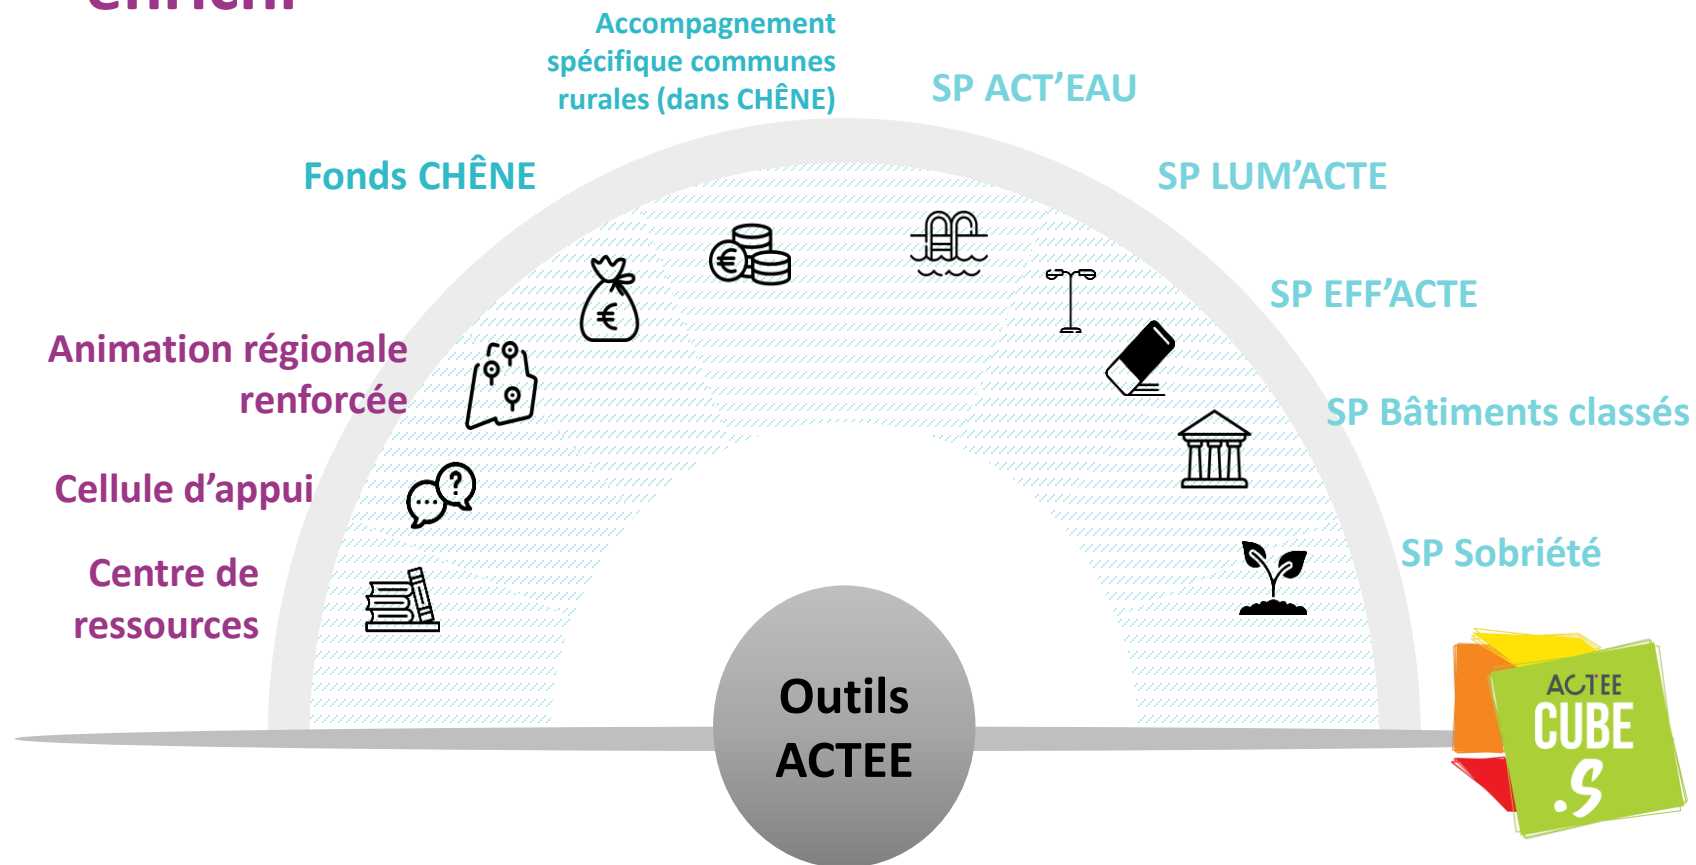 enrichi
Accompagnement
spécifique communes
rurales (dans CHÊNE)
SP ACT’EAU
Fonds CHÊNE
SP LUM’ACTE
SP EFF’ACTE
Animation régionale
renforcée
SP Bâtiments classés
Cellule d’appui
SP Sobriété
Centre de
ressources
Outils
ACTEE
ACTEE
CUBE
.S